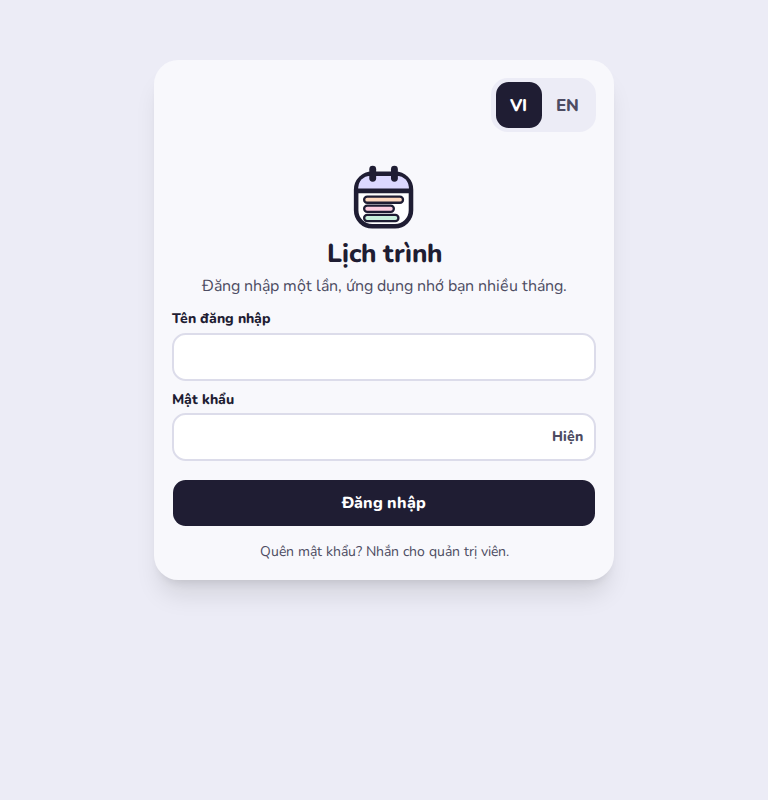 VI EN
Lịch trình
Đăng nhập một lần, ứng dụng nhớ bạn nhiều tháng.
Tên đăng nhập
Mật khẩu
Hiện
Đăng nhập
Quên mật khẩu? Nhắn cho quản trị viên.